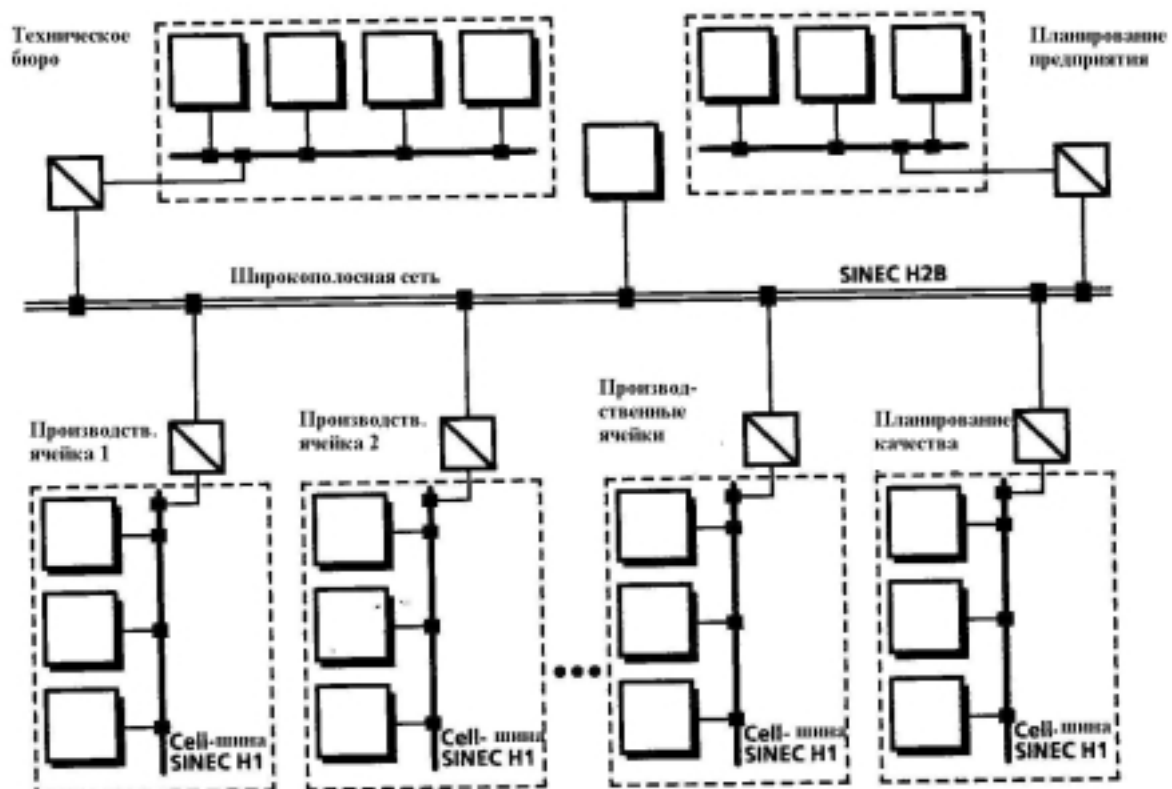 Техническое
бюро
Планирование
предприятия
Широкополосная сеть
SINEC H2B
Производств.
ячейка 1
Производств.
ячейка 2
Производ-
ственные
ячейки
Планирование
качества
Cell-шина
SINEC H1
Cell- шина
SINEC H1
Cell- шина
SINEC H1
Cell-шина
SINEC H1